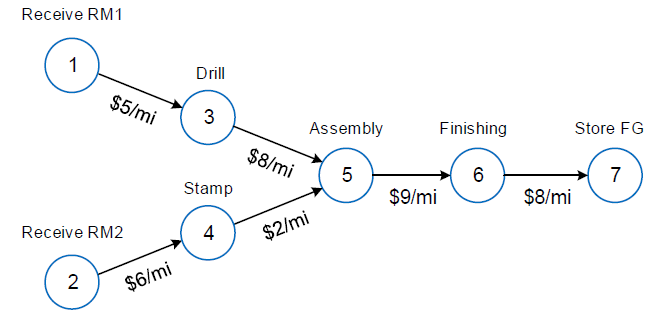 Receive RM1
1
Drill
$5/mi
3
Assembly
Finishing
Store FG
$8/mi
5
6
7
Stamp
$9/mi
$8/mi
Receive RM2
4
$2/mi
2
$6/mi